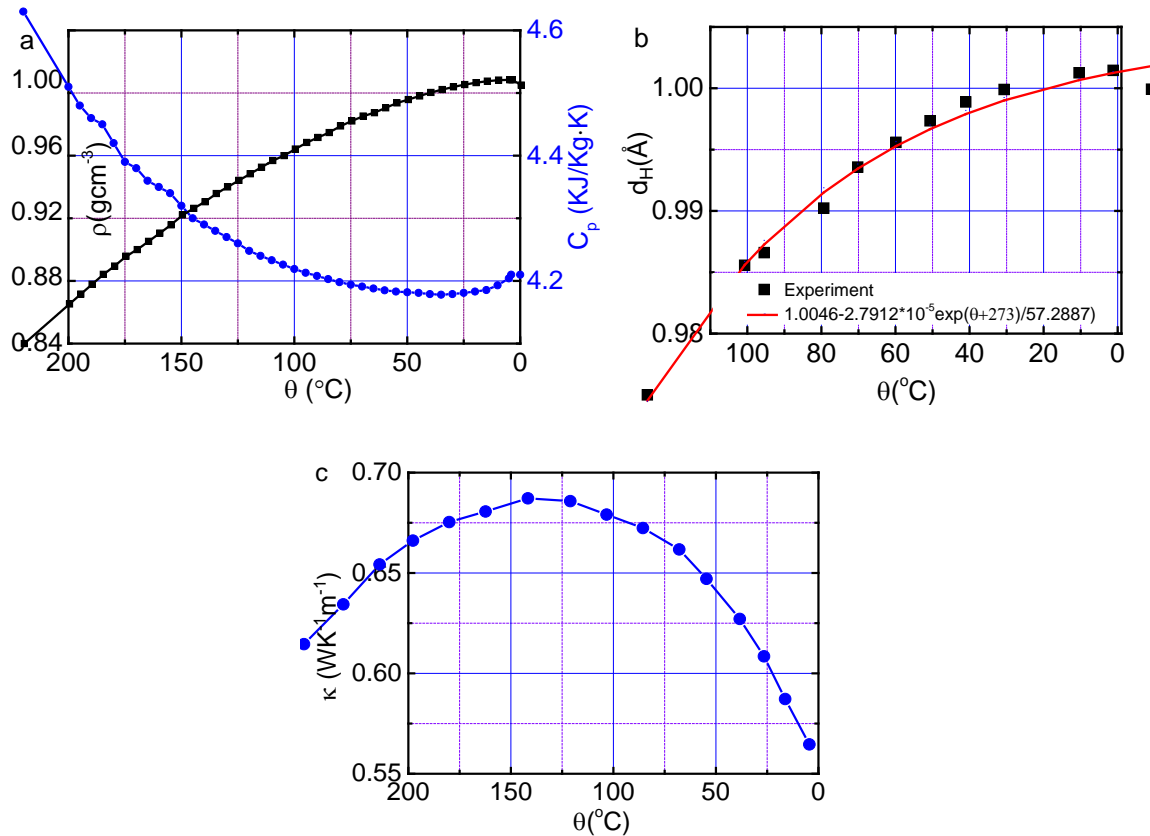 a
1.00
0.96
0.92
0.88
0.84
ρ(gcm-3)
4.6
4.4
4.2
Cp (KJ/Kg·K)
200
150
100
50
0
θ (°C)
b
1.00
0.99
0.98
dH(Å)
Experiment
1.0046-2.7912*10-5exp(θ+273)/57.2887)
100
80
60
40
20
0
θ(oC)
c
0.70
0.65
0.60
0.55
κ (WK-1m-1)
200
150
100
50
0
θ(oC)